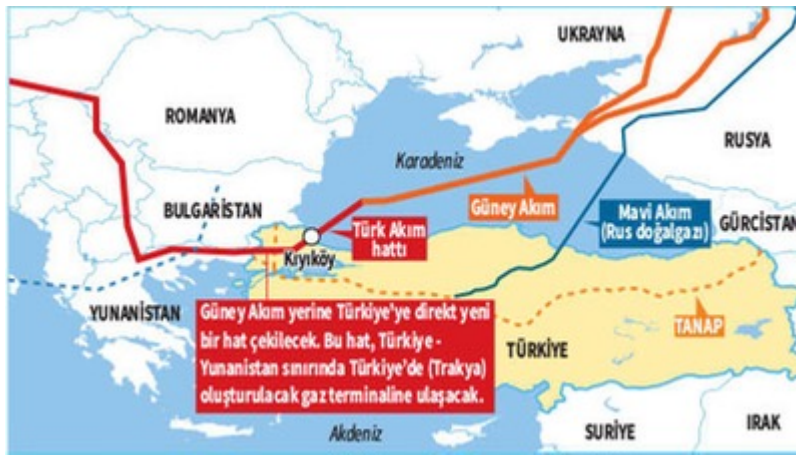 UKRAYNA
ROMANYA
RUSYA
Karadeniz
BULGARİSTAN
Güney Akım
Mavi Akım
(Rus doğalgazı)
GÜRCİSTAN
Türk Akım
hattı
Kıyıköy
YUNANİSTAN
Güney Akım yerine Türkiye'ye direkt yeni
bir hat çekilecek. Bu hat, Türkiye -
Yunanistan sınırında Türkiye'de (Trakya)
oluşturulacak gaz terminaline ulaşacak.
TANAP
TÜRKİYE
Akdeniz
SURİYE
IRAK